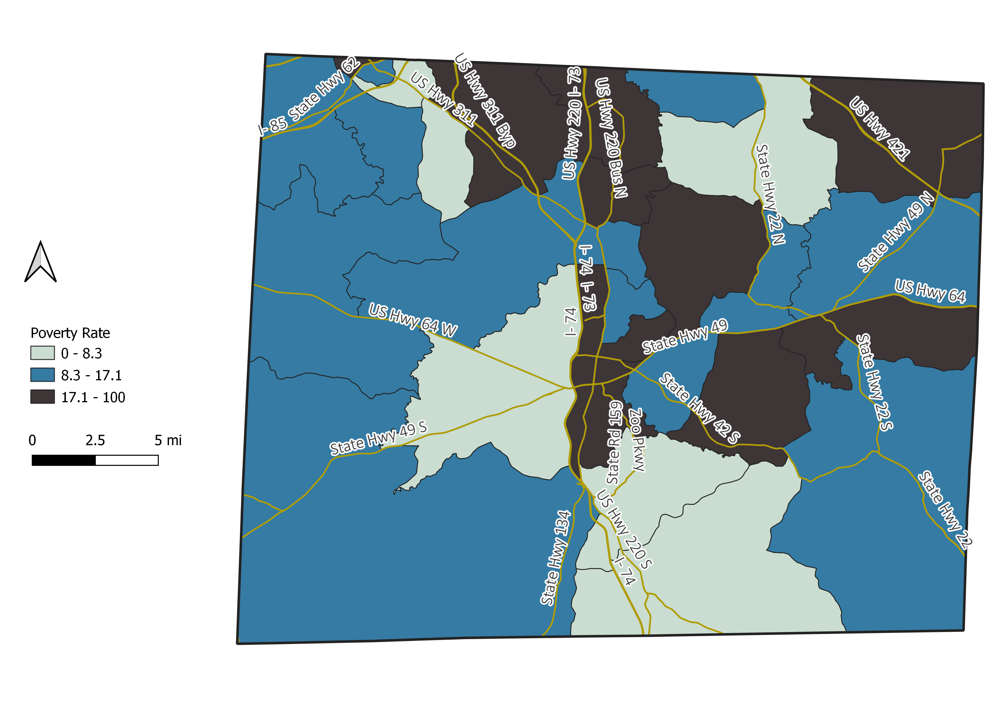 State Hwy 62
US Hwy 311 Byp
US Hwy 220 I- 73
US Hwy 311
US Hwy 220 Bus N
US Hwy 421
I- 85
State Hwy 22 N
State Hwy 49 N
I- 74 I- 73
US Hwy 64
US Hwy 64 W
I- 74
State Hwy 49
Poverty Rate
0 - 8.3
8.3 - 17.1
17.1 - 100
State Hwy 22 S
State Hwy 42 S
State Rd 159
Zoo Pkwy
0 2.5 5 mi
State Hwy 49 S
US Hwy 220 S
State Hwy 22
State Hwy 134
I- 74